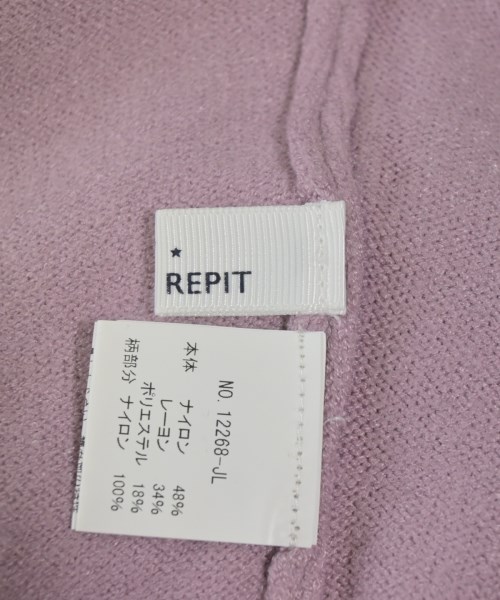 ★
REPIT
NO. 12268-JL
本体 ナイロン 48%
レーヨン 34%
ポリエステル 18%
柄部分 ナイロン 100%